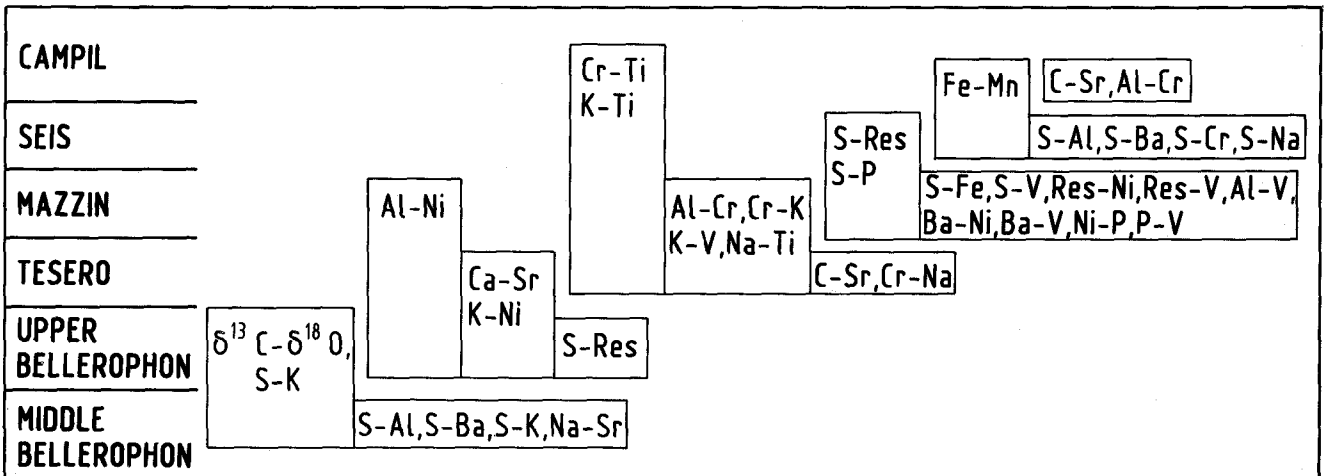 CAMPIL
SEIS
MAZZIN
TESERO
UPPER
BELLEROPHON
MIDDLE
BELLEROPHON
δ¹³ C-δ¹⁸ O,
S-K
S-Al,S-Ba,S-K,Na-Sr
Al-Ni
Ca-Sr
K-Ni
S-Res
Cr-Ti
K-Ti
Al-Cr,Cr-K
K-V,Na-Ti
C-Sr,Cr-Na
S-Res
S-P
S-Fe,S-V,Res-Ni,Res-V,Al-V,
Ba-Ni,Ba-V,Ni-P,P-V
Fe-Mn
C-Sr,Al-Cr
S-Al,S-Ba,S-Cr,S-Na